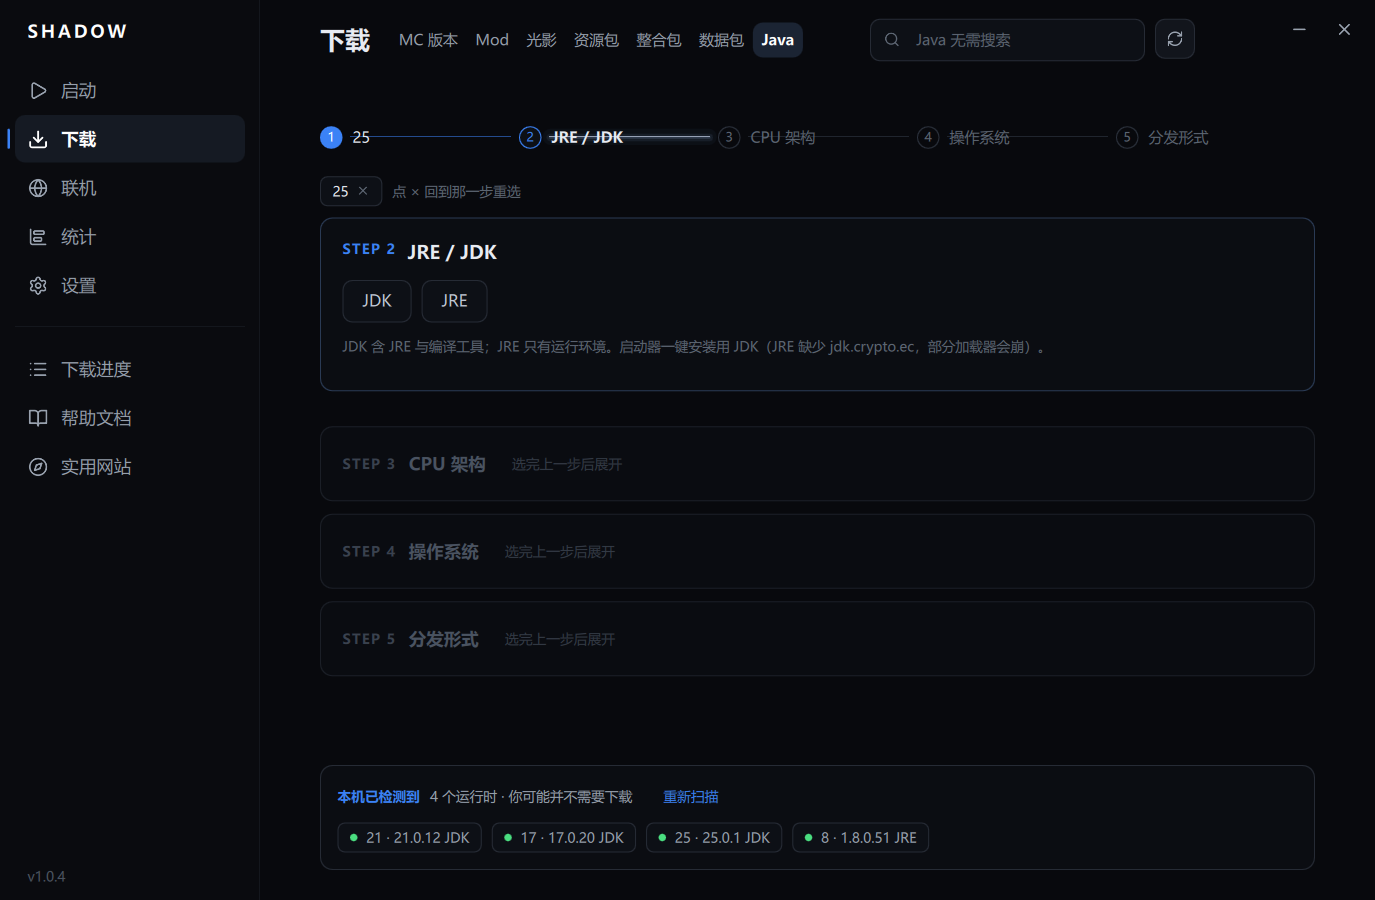 SHADOW
启动
下载
联机
统计
设置
下载进度
帮助文档
实用网站
v1.0.4
下载 MC 版本 Mod 光影 资源包 整合包 数据包 Java
Java 无需搜索
1 25 2 JRE / JDK 3 CPU 架构 4 操作系统 5 分发形式
25 × 点 × 回到那一步重选
STEP 2 JRE / JDK
JDK JRE
JDK 含 JRE 与编译工具；JRE 只有运行环境。启动器一键安装用 JDK（JRE 缺少 jdk.crypto.ec，部分加载器会崩）。
STEP 3 CPU 架构 选完上一步后展开
STEP 4 操作系统 选完上一步后展开
STEP 5 分发形式 选完上一步后展开
本机已检测到 4 个运行时 · 你可能并不需要下载 重新扫描
21 · 21.0.12 JDK 17 · 17.0.20 JDK 25 · 25.0.1 JDK 8 · 1.8.0.51 JRE